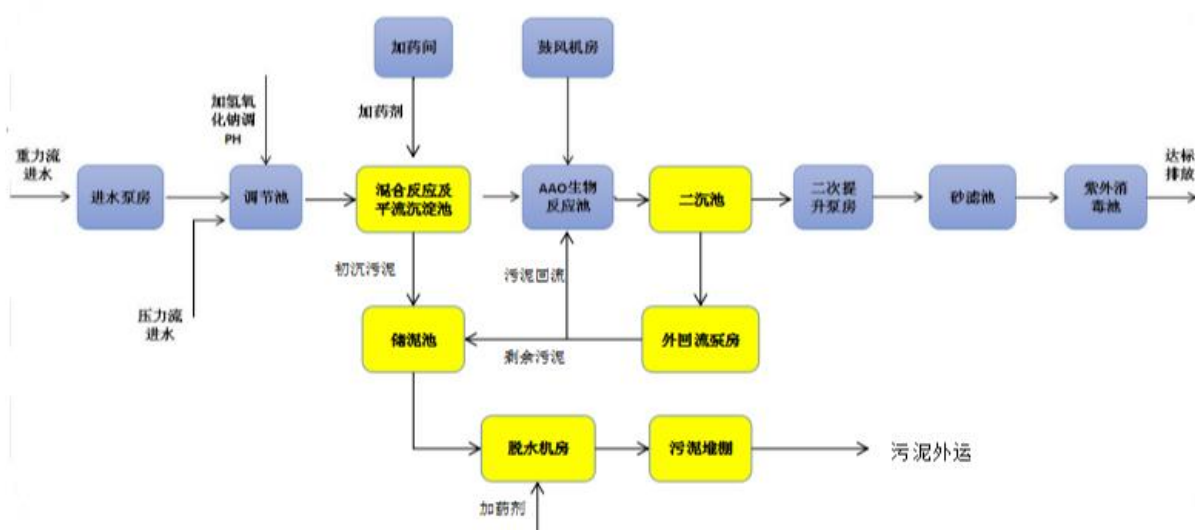 加药间
鼓风机房
加氢氧
化钠调
PH
加药剂
重力流
进水
进水泵房
调节池
混合反应及
平流沉淀池
AAO生物
反应池
二沉池
二次提
升泵房
砂滤池
紫外消
毒池
达标
排放
初沉污泥
污泥回流
压力流
进水
储泥池
剩余污泥
外回流泵房
脱水机房
污泥堆棚
污泥外运
加药剂